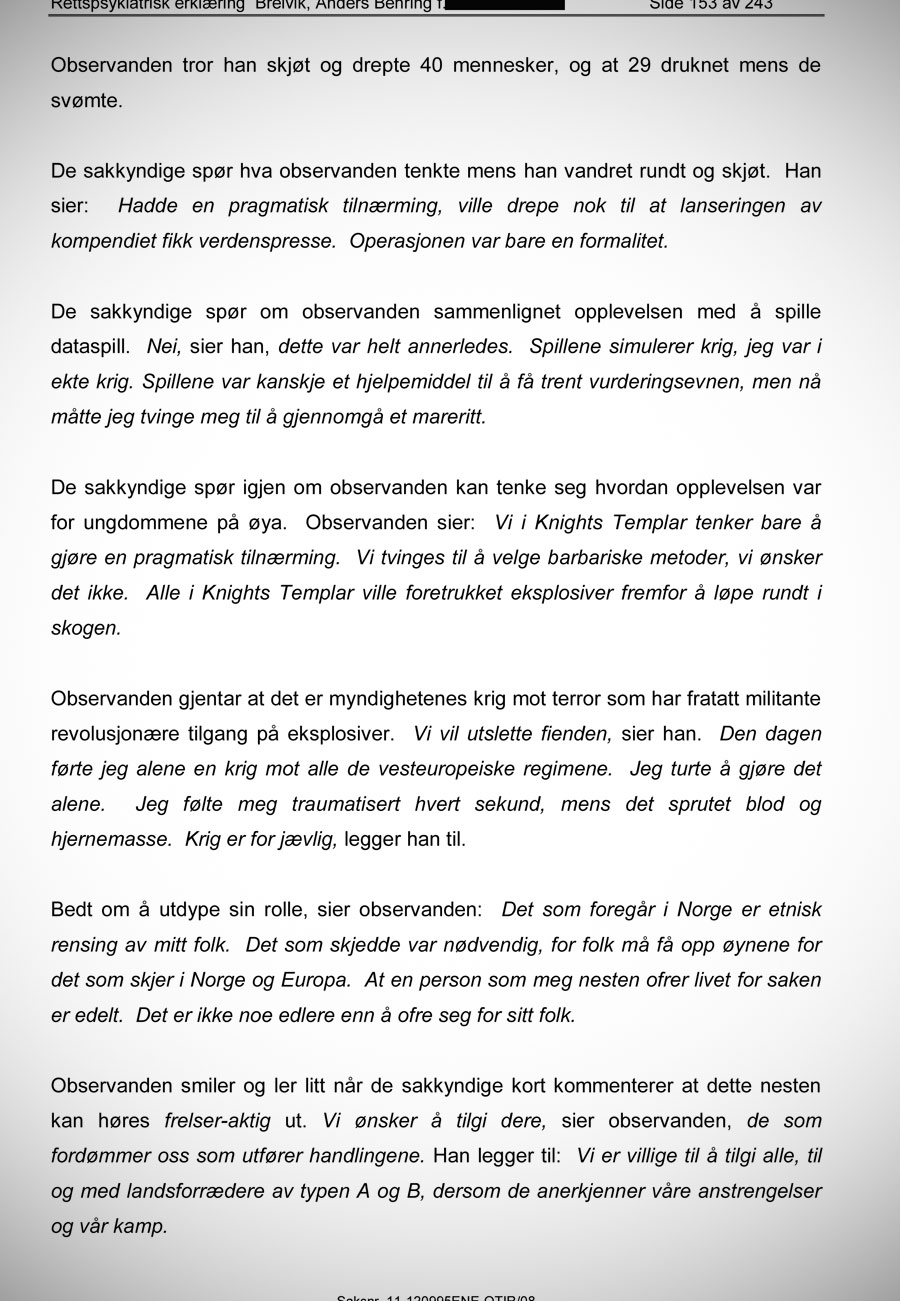 Rettspsykiatrisk erklæring Breivik, Anders Behring f. Side 153 av 243
Observanden tror han skjøt og drepte 40 mennesker, og at 29 druknet mens de
svømte.
De sakkyndige spør hva observanden tenkte mens han vandret rundt og skjøt. Han
sier: Hadde en pragmatisk tilnærming, ville drepe nok til at lanseringen av
kompendiet fikk verdenspresse. Operasjonen var bare en formalitet.
De sakkyndige spør om observanden sammenlignet opplevelsen med å spille
dataspill. Nei, sier han, dette var helt annerledes. Spillene simulerer krig, jeg var i
ekte krig. Spillene var kanskje et hjelpemiddel til å få trent vurderingsevnen, men nå
måtte jeg tvinge meg til å gjennomgå et mareritt.
De sakkyndige spør igjen om observanden kan tenke seg hvordan opplevelsen var
for ungdommene på øya. Observanden sier: Vi i Knights Templar tenker bare å
gjøre en pragmatisk tilnærming. Vi tvinges til å velge barbariske metoder, vi ønsker
det ikke. Alle i Knights Templar ville foretrukket eksplosiver fremfor å løpe rundt i
skogen.
Observanden gjentar at det er myndighetenes krig mot terror som har fratatt militante
revolusjonære tilgang på eksplosiver. Vi vil utslette fienden, sier han. Den dagen
førte jeg alene en krig mot alle de vesteuropeiske regimene. Jeg turte å gjøre det
alene. Jeg følte meg traumatisert hvert sekund, mens det sprutet blod og
hjernemasse. Krig er for jævlig, legger han til.
Bedt om å utdype sin rolle, sier observanden: Det som foregår i Norge er etnisk
rensing av mitt folk. Det som skjedde var nødvendig, for folk må få opp øynene for
det som skjer i Norge og Europa. At en person som meg nesten ofrer livet for saken
er edelt. Det er ikke noe edlere enn å ofre seg for sitt folk.
Observanden smiler og ler litt når de sakkyndige kort kommenterer at dette nesten
kan høres frelser-aktig ut. Vi ønsker å tilgi dere, sier observanden, de som
fordømmer oss som utfører handlingene. Han legger til: Vi er villige til å tilgi alle, til
og med landsforrædere av typen A og B, dersom de anerkjenner våre anstrengelser
og vår kamp.
Saksnr. 11-120995ENE-OTIR/08